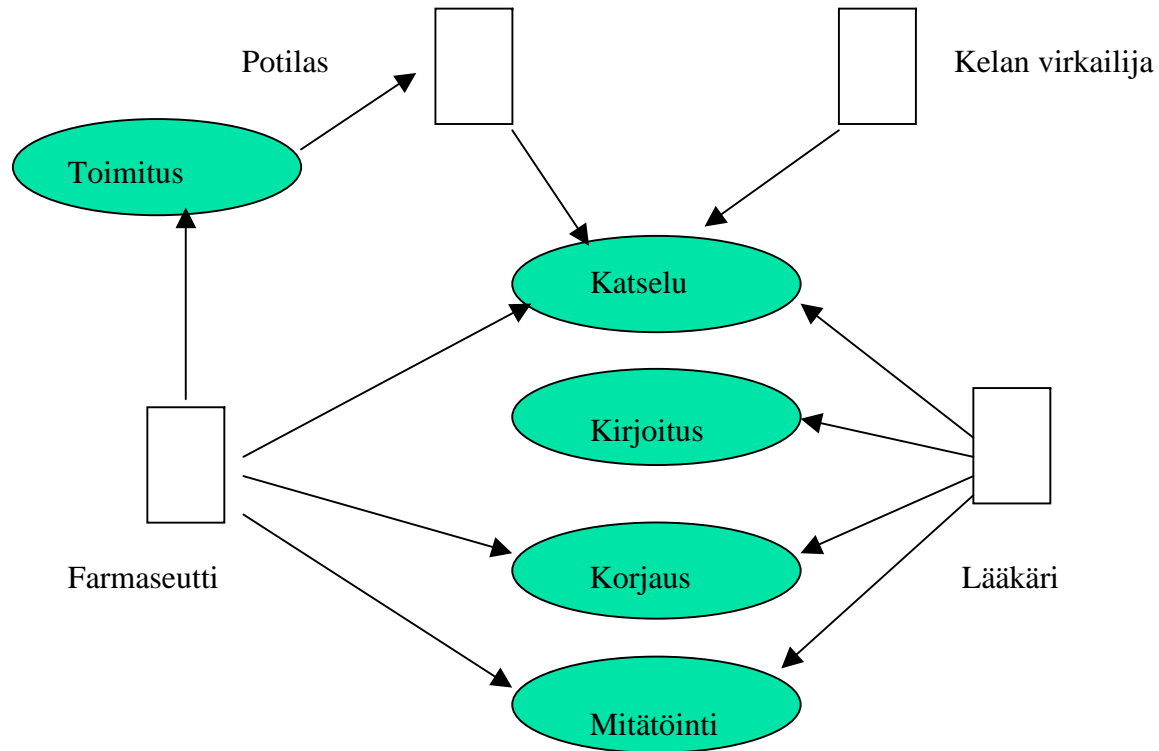 Potilas
Kelan virkailija
Toimitus
Katselu
Kirjoitus
Farmaseutti
Korjaus
Lääkäri
Mitätöinti